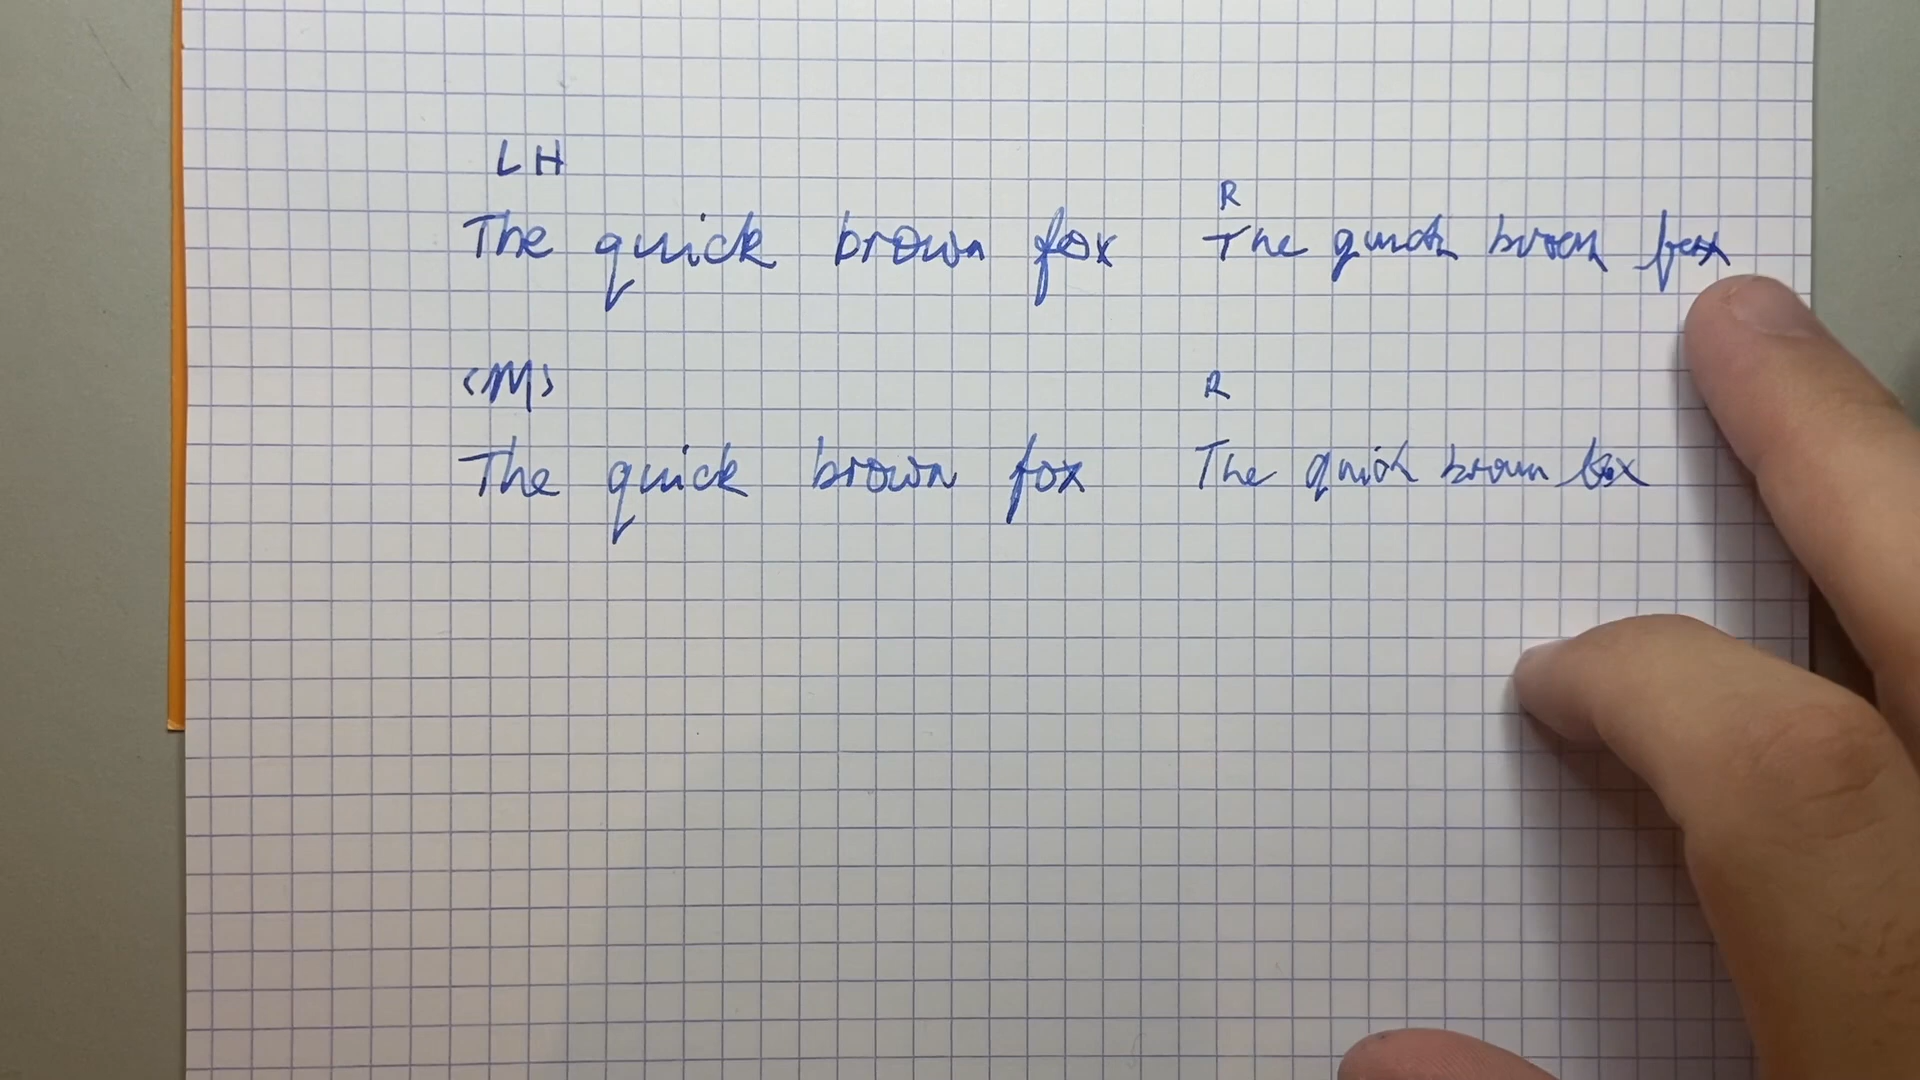 LH
R
The quick brown fox The quick brown fox
<M> R
The quick brown fox The quick brown fox